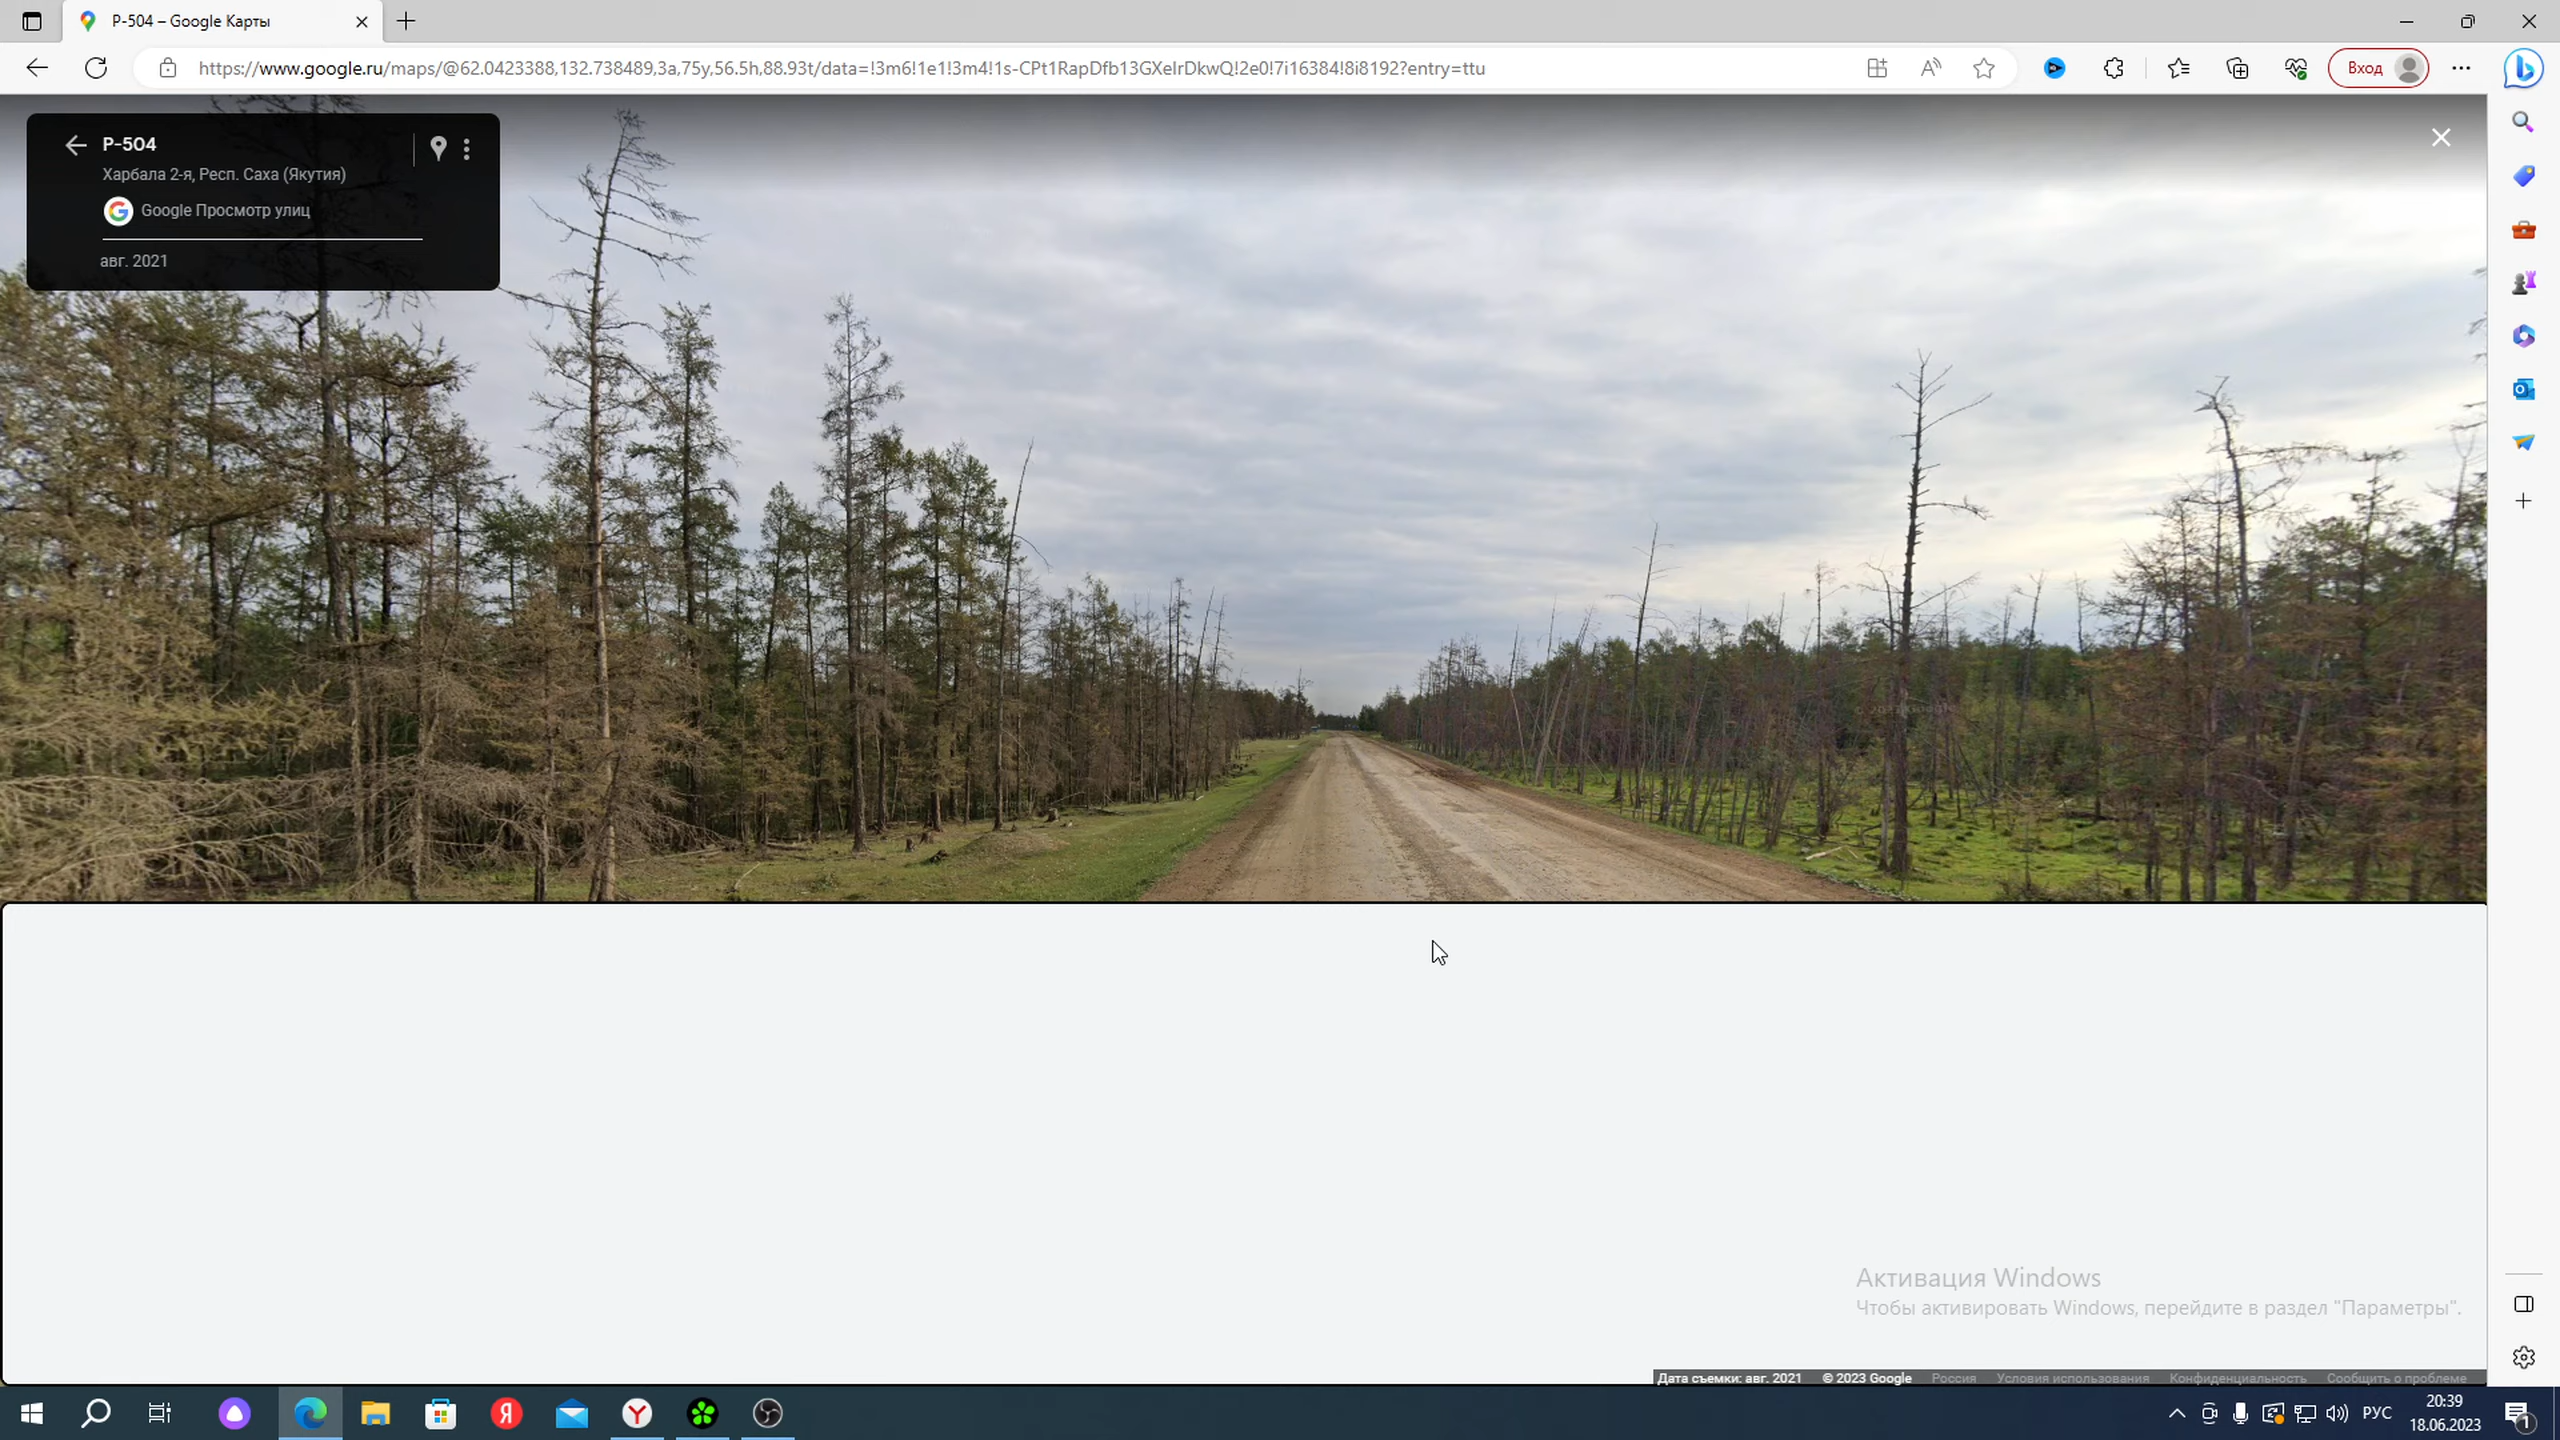 P-504 – Google Карты
https://www.google.ru/maps/@62.0423388,132.738489,3a,75y,56.5h,88.93t/data=!3m6!1e1!3m4!1s-CPt1RapDfb13GXeIrDkwQ!2e0!7i16384!8i8192?entry=ttu
Вход
P-504
Харбала 2-я, Респ. Саха (Якутия)
Google Просмотр улиц
авг. 2021
Активация Windows
Чтобы активировать Windows, перейдите в раздел "Параметры".
Дата съемки: авг. 2021 © 2023 Google Россия Условия использования Конфиденциальность Сообщить о проблеме
РУС
20:39
18.06.2023
1